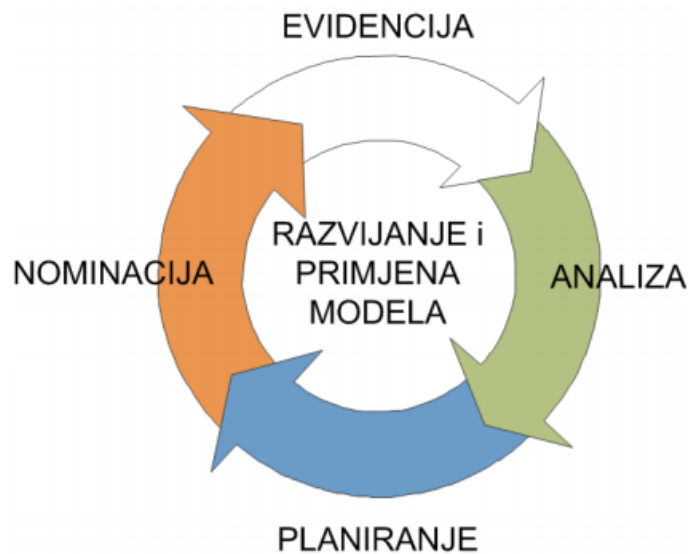 EVIDENCIJA
RAZVIJANJE i
PRIMJENA
MODELA
NOMINACIJA
ANALIZA
PLANIRANJE